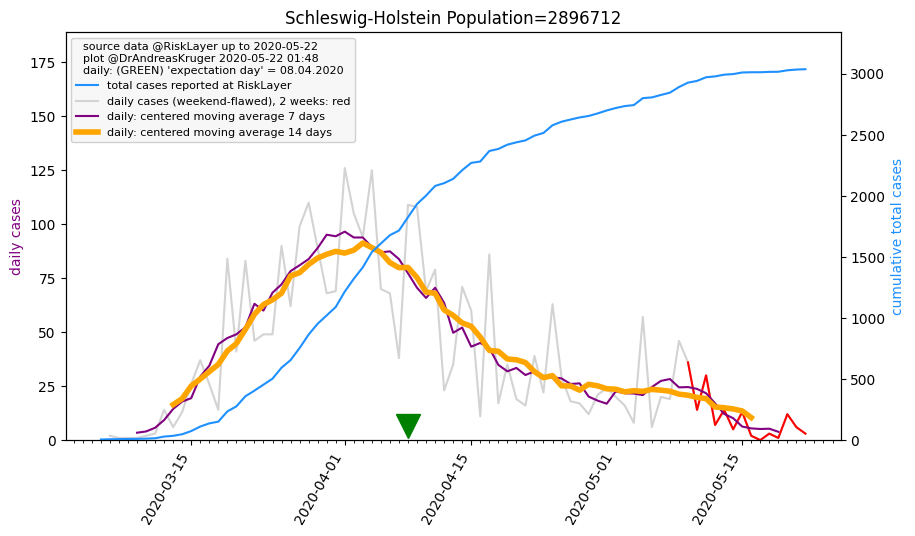 Schleswig-Holstein Population=2896712
source data @RiskLayer up to 2020-05-22
plot @DrAndreasKruger 2020-05-22 01:48
daily: (GREEN) 'expectation day' = 08.04.2020
total cases reported at RiskLayer
daily cases (weekend-flawed), 2 weeks: red
daily: centered moving average 7 days
daily: centered moving average 14 days
daily cases
175
150
125
100
75
50
25
0
cumulative total cases
3000
2500
2000
1500
1000
500
0
2020-03-15
2020-04-01
2020-04-15
2020-05-01
2020-05-15